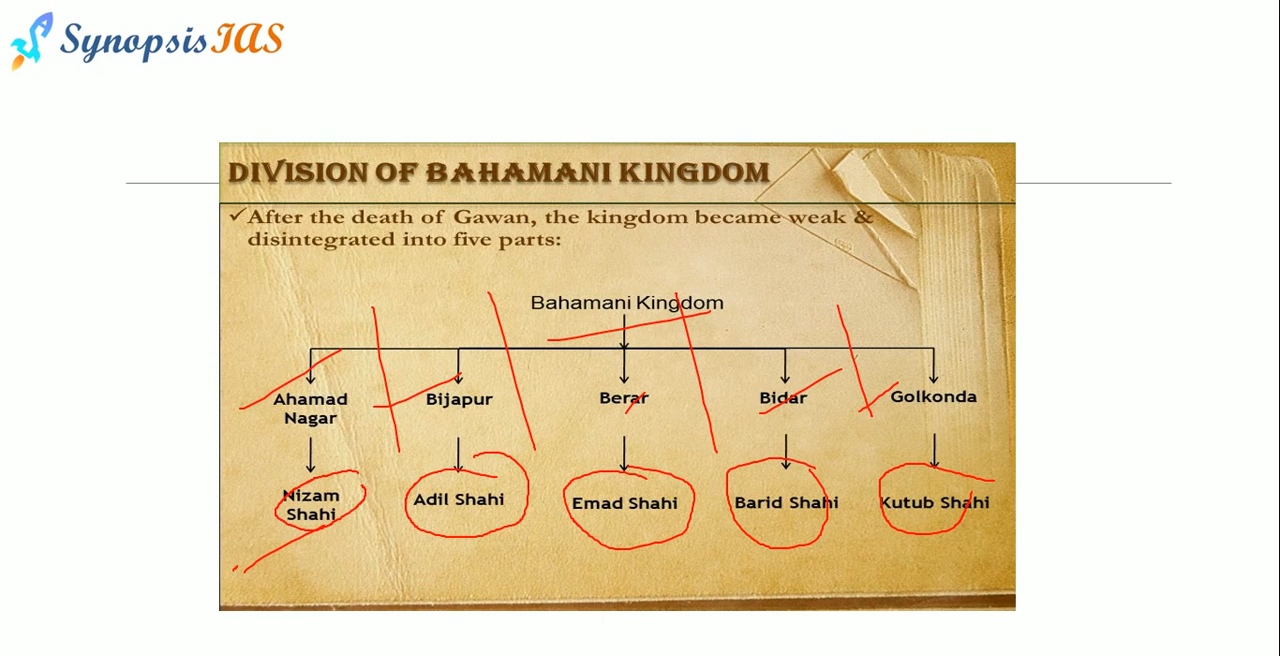 SynopsisIAS
DIVISION OF BAHAMANI KINGDOM
✓After the death of Gawan, the kingdom became weak &
disintegrated into five parts:
Bahamani Kingdom
Ahamad
Nagar
Bijapur
Berar
Bidar
Golkonda
Nizam
Shahi
Adil Shahi
Emad Shahi
Barid Shahi
Kutub Shahi